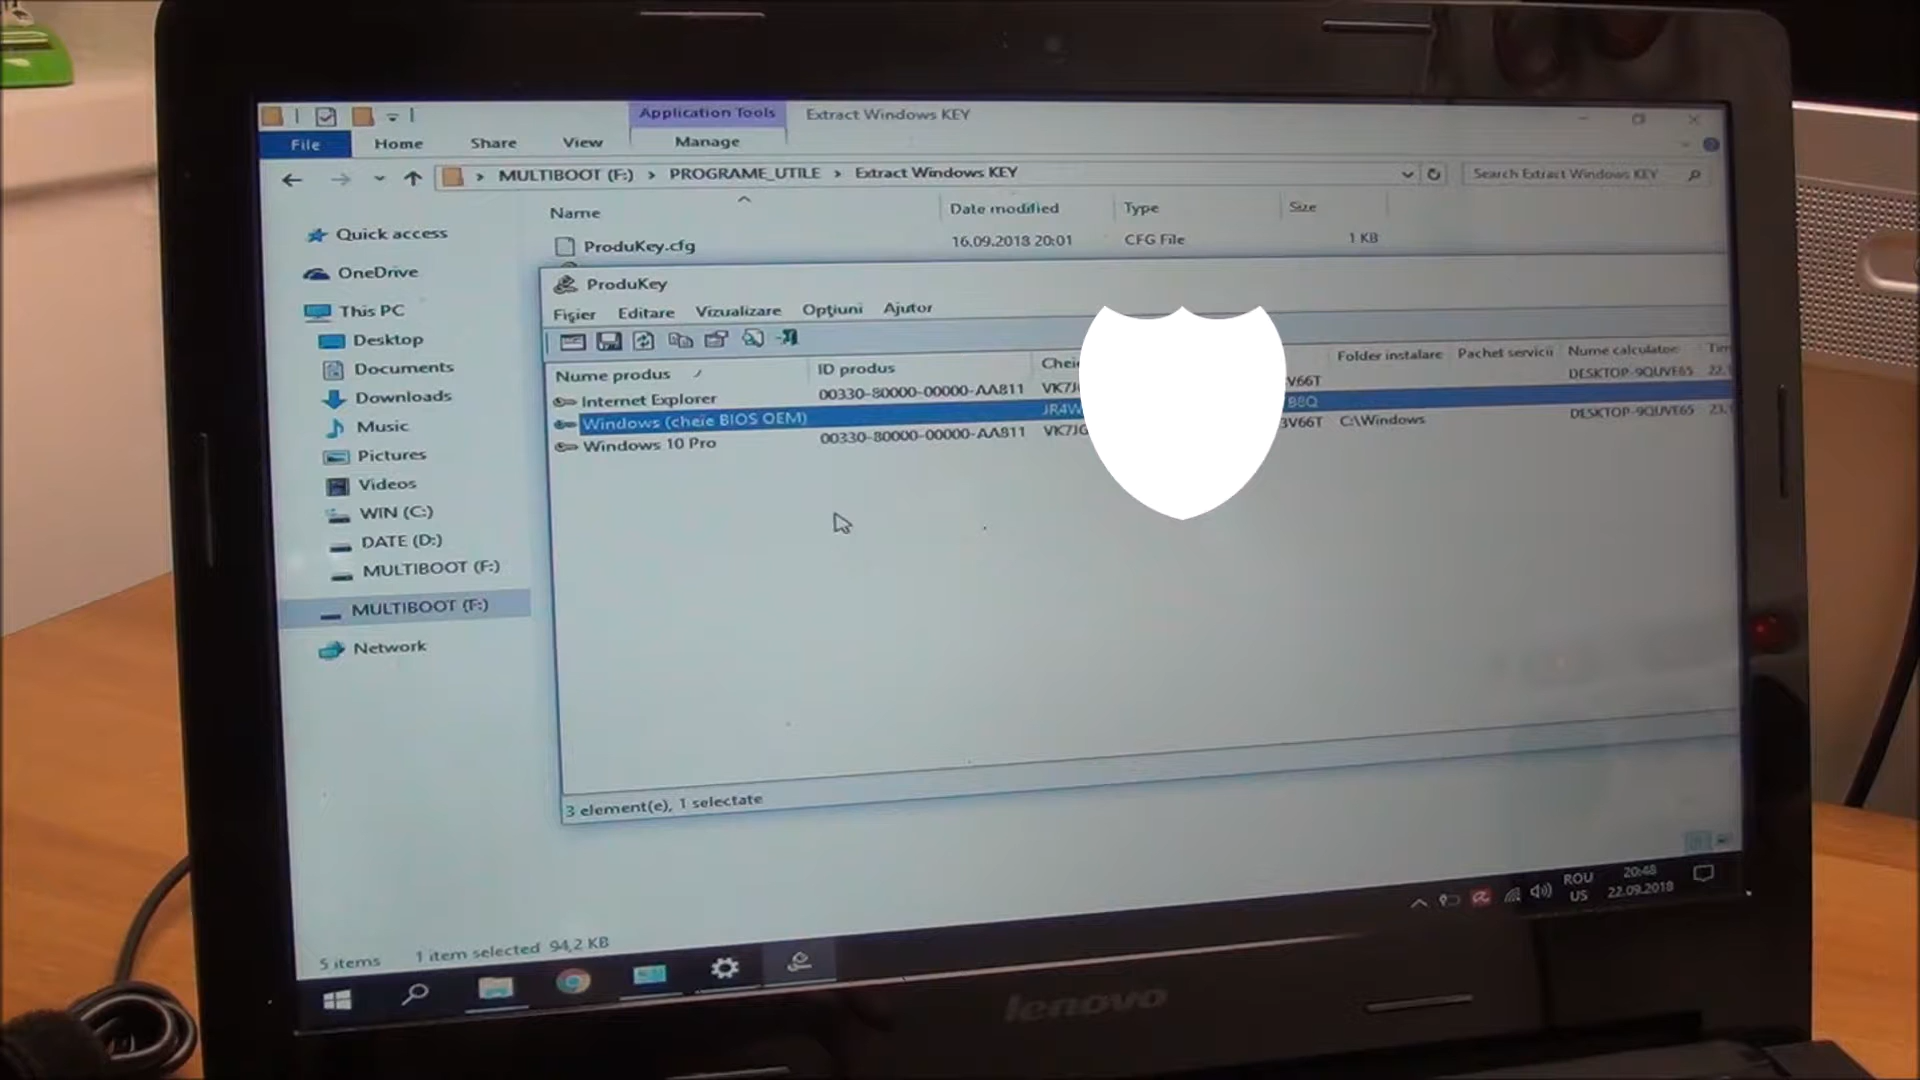 Application Tools Extract Windows KEY
File Home Share View Manage
MULTIBOOT (F:) > PROGRAME_UTILE > Extract Windows KEY Search Extract Windows KEY
Name Date modified Type Size
ProduKey.cfg 16.09.2018 20:01 CFG File 1 KB
Quick access
OneDrive
This PC
Desktop
Documents
Downloads
Music
Pictures
Videos
WIN (C:)
DATE (D:)
MULTIBOOT (F:)
MULTIBOOT (F:)
Network
ProduKey
Fișier Editare Vizualizare Opțiuni Ajutor
Nume produs ID produs Folder instalare Pachet servicii Nume calculator
Internet Explorer 00330-80000-00000-AA811 DESKTOP-9QUVE65
Windows (cheie BIOS OEM)
Windows 10 Pro 00330-80000-00000-AA811 C:\Windows DESKTOP-9QUVE65
3 element(e), 1 selectate
5 items 1 item selected 94,2 KB
ROU 20:48
US 22.09.2018
lenovo